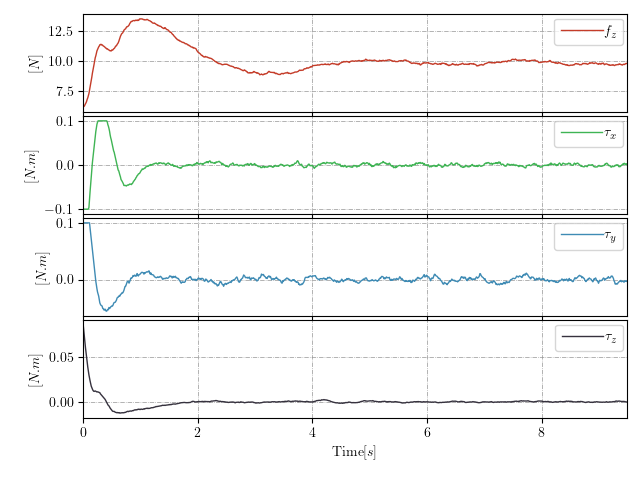 12.5
10.0
7.5
[N]
f_z
0.1
0.0
−0.1
[N.m]
τ_x
0.1
0.0
[N.m]
τ_y
0.05
0.00
[N.m]
τ_z
0 2 4 6 8
Time[s]